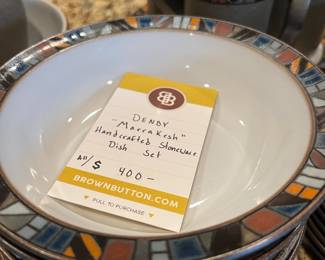 BB
DENBY
"Marrakesh"
Handcrafted Stoneware
Dish Set
All/$ 400-
BROWNBUTTON.COM
PULL TO PURCHASE